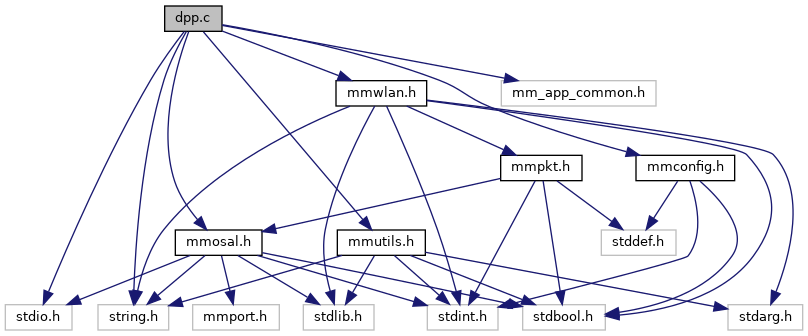 dpp.c
mmwlan.h
mm_app_common.h
mmpkt.h
mmconfig.h
mmosal.h
mmutils.h
stddef.h
stdio.h
string.h
mmport.h
stdlib.h
stdint.h
stdbool.h
stdarg.h